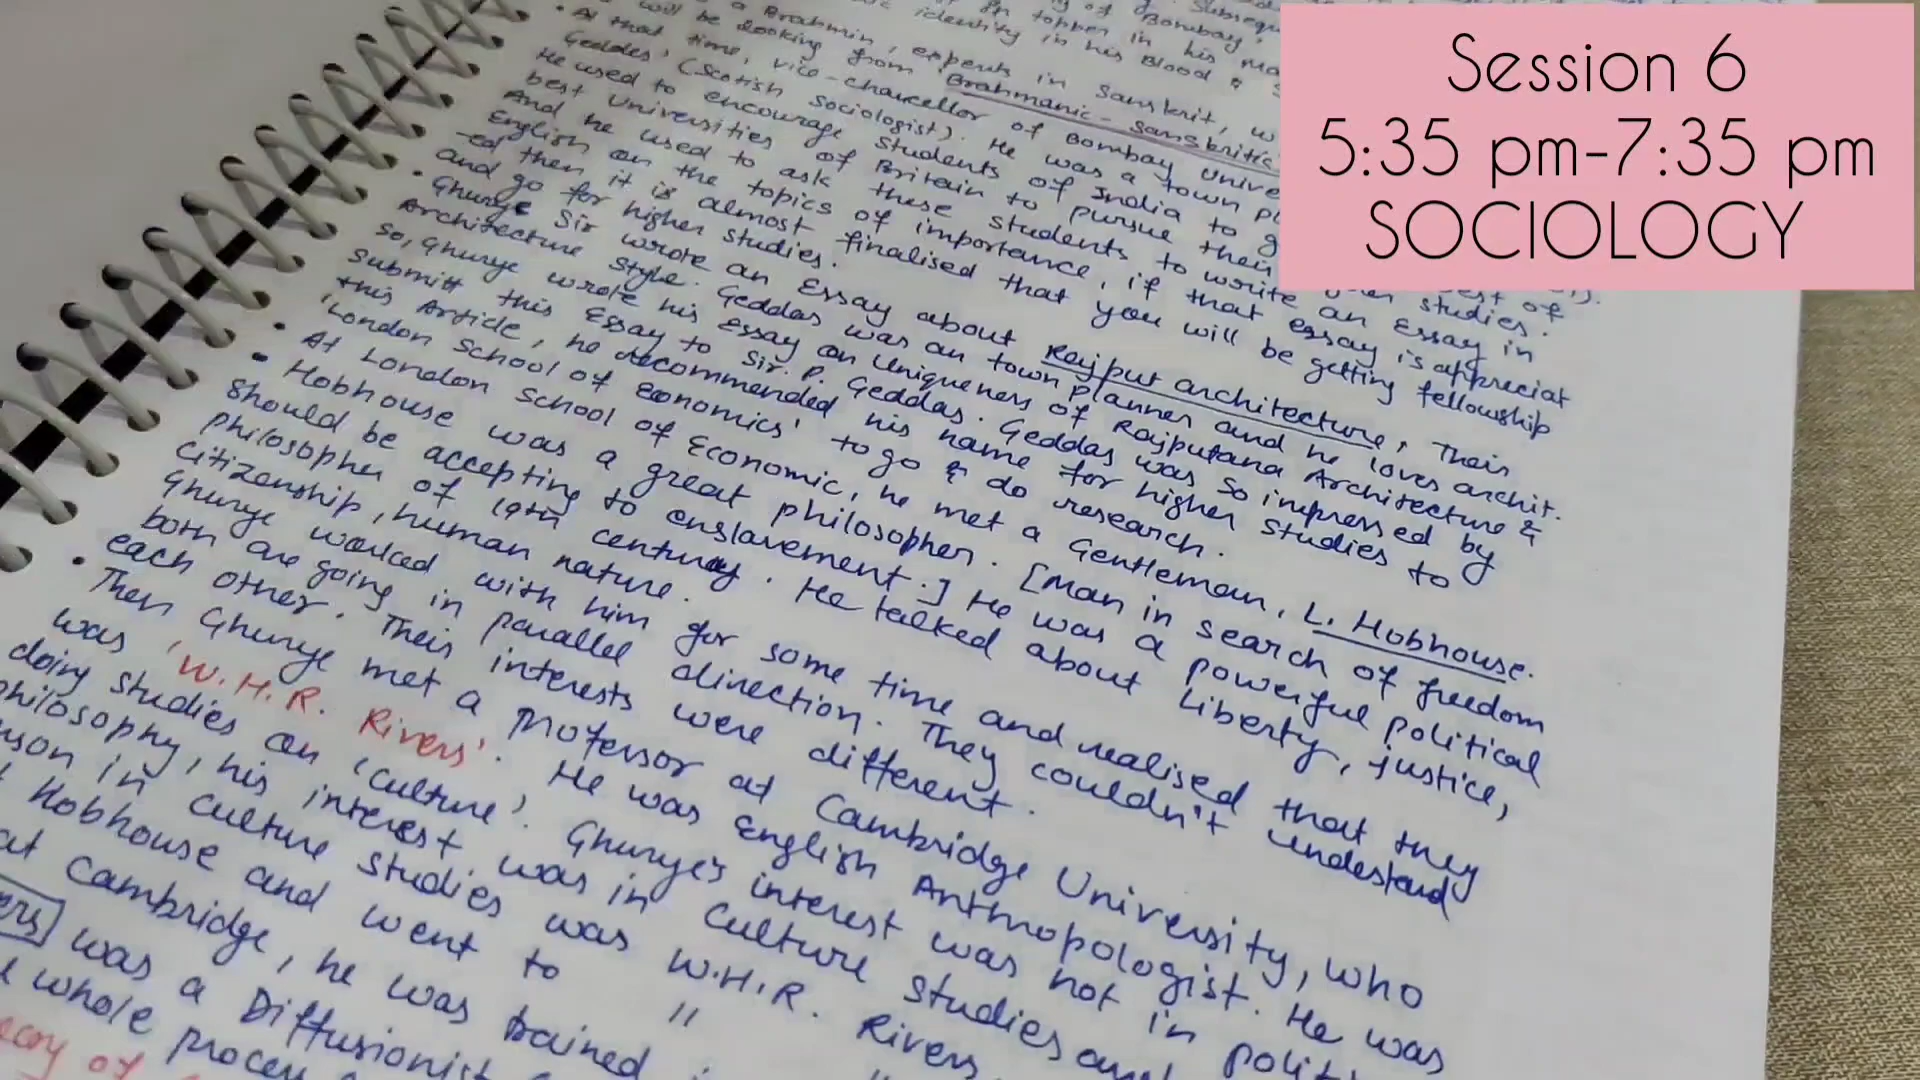 Session 6
5:35 pm-7:35 pm
SOCIOLOGY
topper in his
identity in his Blood &
a Brahmin, experts in Sanskrit,
will be looking from Brahmanic-Sanskritic
• At that time, vice-chancellor of Bombay Unive
Geddes, (Scotish Sociologist). He was a town
He used to encourage students of India to
best Universities of Britain to pursue their studies.
And he used to ask these students to write an Essay in
English on the topics of importance, if that essay is appreciat
-ed then it is almost finalised that you will be getting fellowship
and go for higher studies.
• Ghurye Sir wrote an Essay about Rajput architecture, Their
Architecture style. Geddas was an town planner and he loves archit.
so, Ghurye wrote his essay on Uniqueness of Rajputana Architecture &
submitt this Essay to Sir. P. Geddas. Geddas was so impressed by
this Article, he recommended his name for higher studies to
'London School of Economics' to go & do research.
• At London School of Economic, he met a Gentleman, L. Hobhouse.
• Hobhouse was a great philosopher. [Man in search of freedom
should be accepting to enslavement.] He was a powerful political
philosopher of 19th century. He talked about Liberty, justice,
citizenship, human nature.
Ghurye worked with him for some time and realised that they
both are going in parallel direction. They couldn't undestand
each other. Their interests were different.
• Then Ghurye met a professor at Cambridge University, who
was 'W.H.R. Rivers'. He was English Anthropologist. He was
doing studies on 'Culture'. Ghurye's interest was not in polit
philosophy, his interest was in culture studies and
son in culture studies was W.H.R. Rivers
Hobhouse and went to " "
at Cambridge, he was trained
ers was a Diffusionist
whole process
of